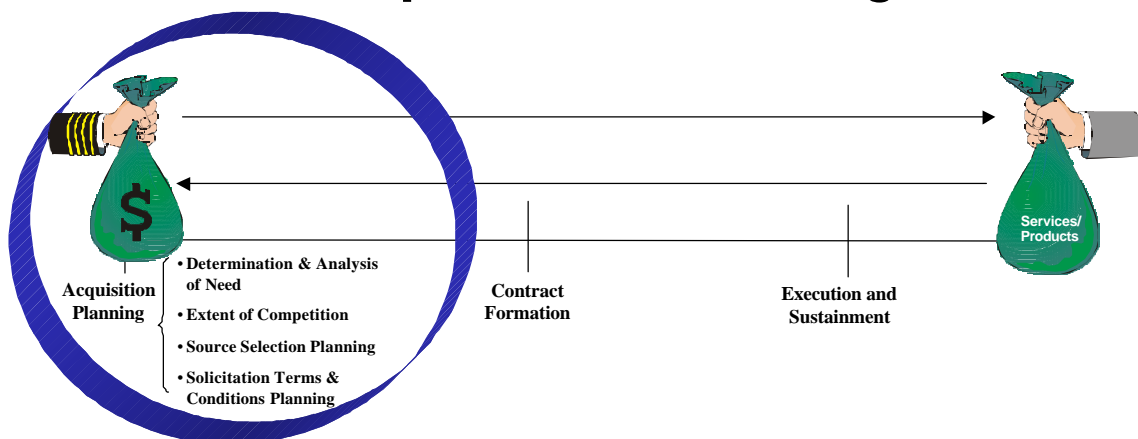 $
Services/
Products
Acquisition
Planning
• Determination & Analysis
of Need
• Extent of Competition
• Source Selection Planning
• Solicitation Terms &
Conditions Planning
Contract
Formation
Execution and
Sustainment